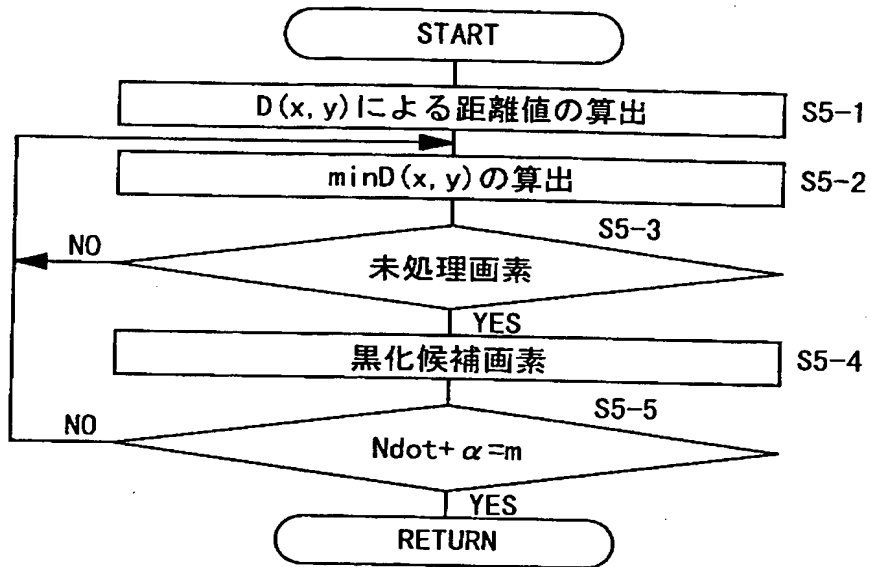 START
D(x,y)による距離値の算出
S5-1
minD(x,y)の算出
S5-2
S5-3
NO
未処理画素
YES
黒化候補画素
S5-4
S5-5
NO
Ndot+α=m
YES
RETURN